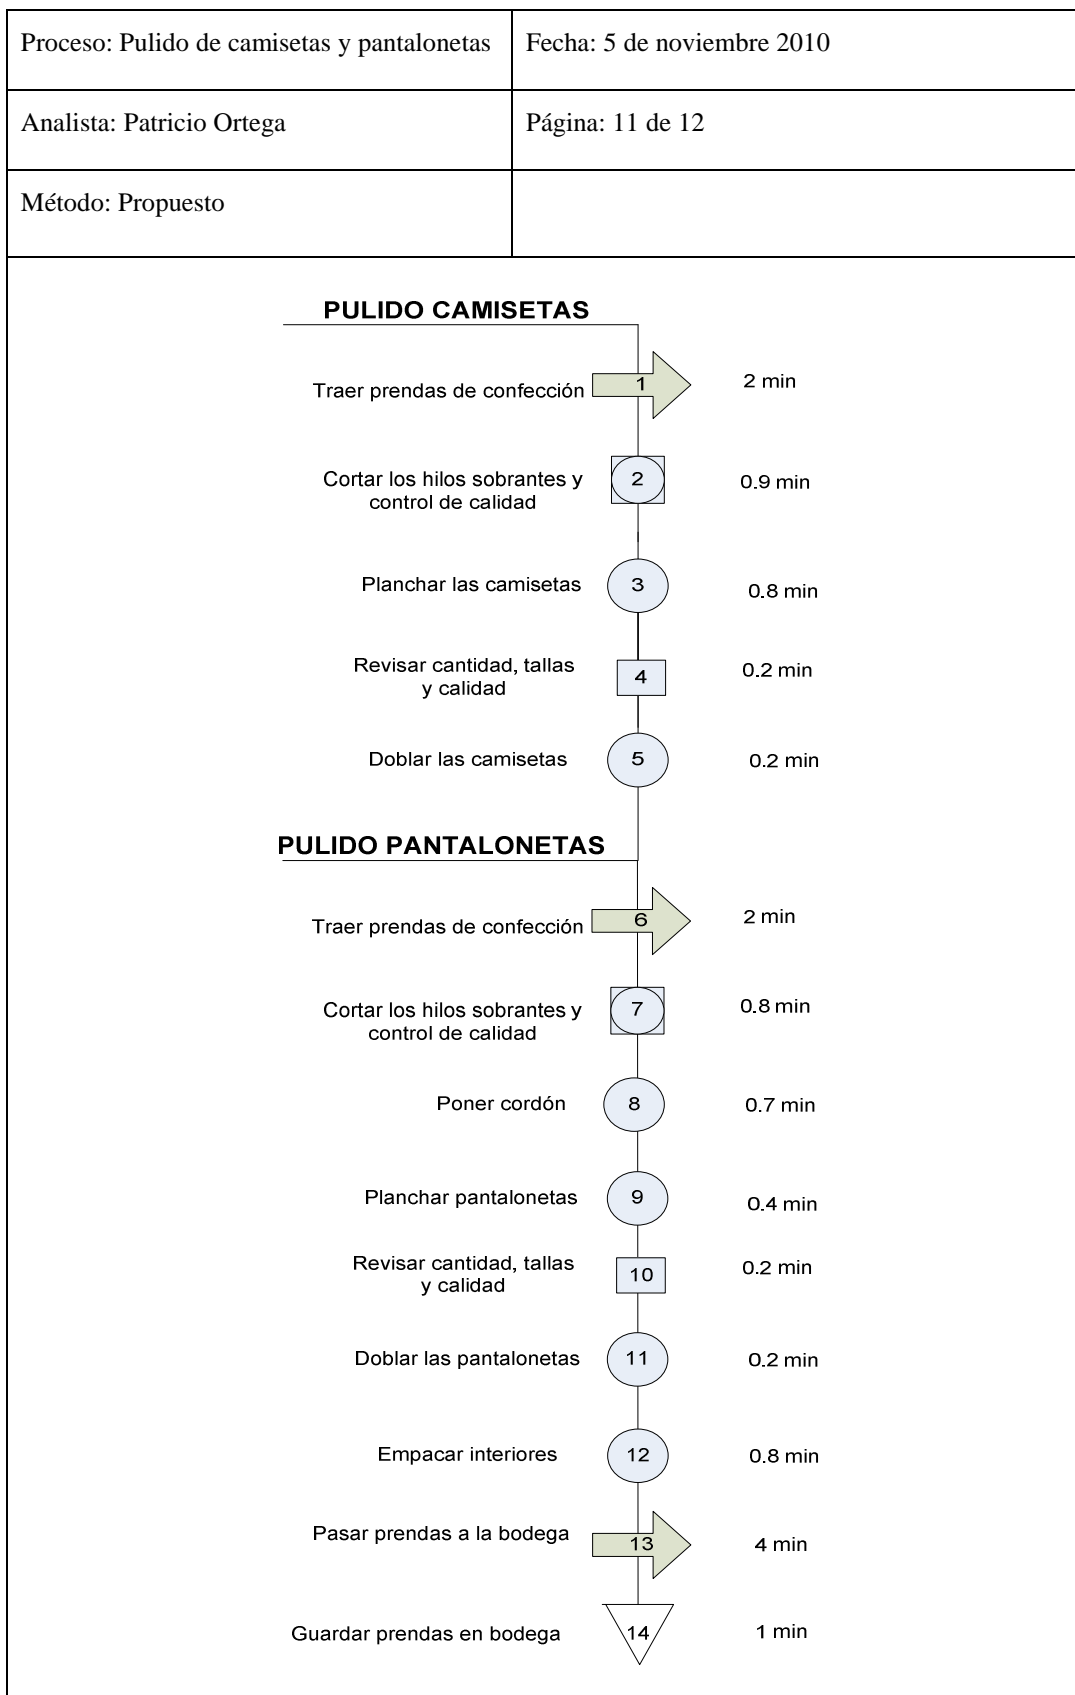 Proceso: Pulido de camisetas y pantalonetas
Fecha: 5 de noviembre 2010
Analista: Patricio Ortega
Página: 11 de 12
Método: Propuesto
PULIDO CAMISETAS
Traer prendas de confección
1
2 min
Cortar los hilos sobrantes y
control de calidad
2
0.9 min
Planchar las camisetas
3
0.8 min
Revisar cantidad, tallas
y calidad
4
0.2 min
Doblar las camisetas
5
0.2 min
PULIDO PANTALONETAS
Traer prendas de confección
6
2 min
Cortar los hilos sobrantes y
control de calidad
7
0.8 min
Poner cordón
8
0.7 min
Planchar pantalonetas
9
0.4 min
Revisar cantidad, tallas
y calidad
10
0.2 min
Doblar las pantalonetas
11
0.2 min
Empacar interiores
12
0.8 min
Pasar prendas a la bodega
13
4 min
Guardar prendas en bodega
14
1 min